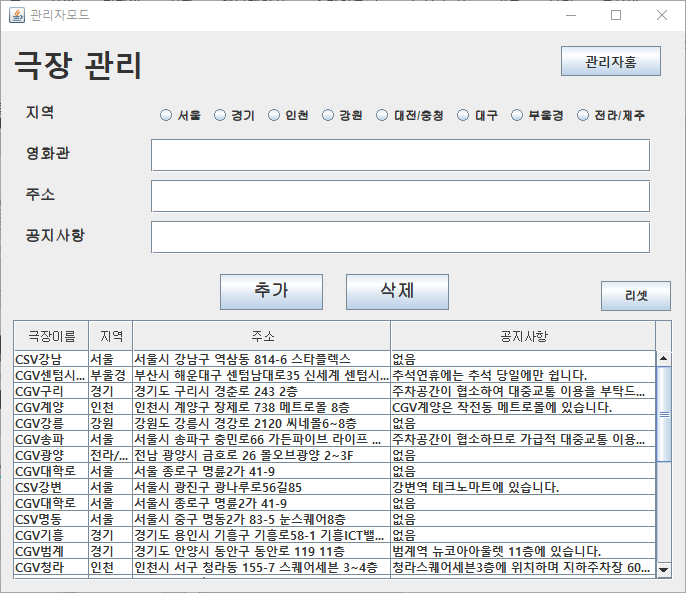 관리자모드
극장 관리
관리자홈
지역 서울 경기 인천 강원 대전/충청 대구 부울경 전라/제주
영화관
주소
공지사항
추가 삭제 리셋
극장이름 지역 주소 공지사항
CSV강남 서울 서울시 강남구 역삼동 814-6 스타플렉스 없음
CGV센텀시... 부울경 부산시 해운대구 센텀남대로35 신세계 센텀시... 추석연휴에는 추석 당일에만 쉽니다.
CGV구리 경기 경기도 구리시 경춘로 243 2층 주차공간이 협소하여 대중교통 이용을 부탁드...
CGV계양 인천 인천시 계양구 장제로 738 메트로몰 8층 CGV계양은 작전동 메트로몰에 있습니다.
CGV강릉 강원 강원도 강릉시 경강로 2120 씨네몰6~8층 없음
CGV송파 서울 서울시 송파구 충민로66 가든파이브 라이프 ... 주차공간이 협소하므로 가급적 대중교통 이용...
CGV광양 전라/... 전남 광양시 금호로 26 몰오브광양 2~3F 없음
CGV대학로 서울 서울 종로구 명륜2가 41-9 없음
CSV강변 서울 서울시 광진구 광나루로56길85 강변역 테크노마트에 있습니다.
CGV대학로 서울 서울시 종로구 명륜2가 41-9 없음
CSV명동 서울 서울시 중구 명동2가 83-5 눈스퀘어8층 없음
CGV기흥 경기 경기도 용인시 기흥구 기흥로58-1 기흥ICT밸... 없음
CGV범계 경기 경기도 안양시 동안구 동안로 119 11층 범계역 뉴코아아울렛 11층에 있습니다.
CGV청라 인천 인천시 서구 청라동 155-7 스퀘어세븐 3~4층 청라스퀘어세븐3층에 위치하며 지하주차장 60...